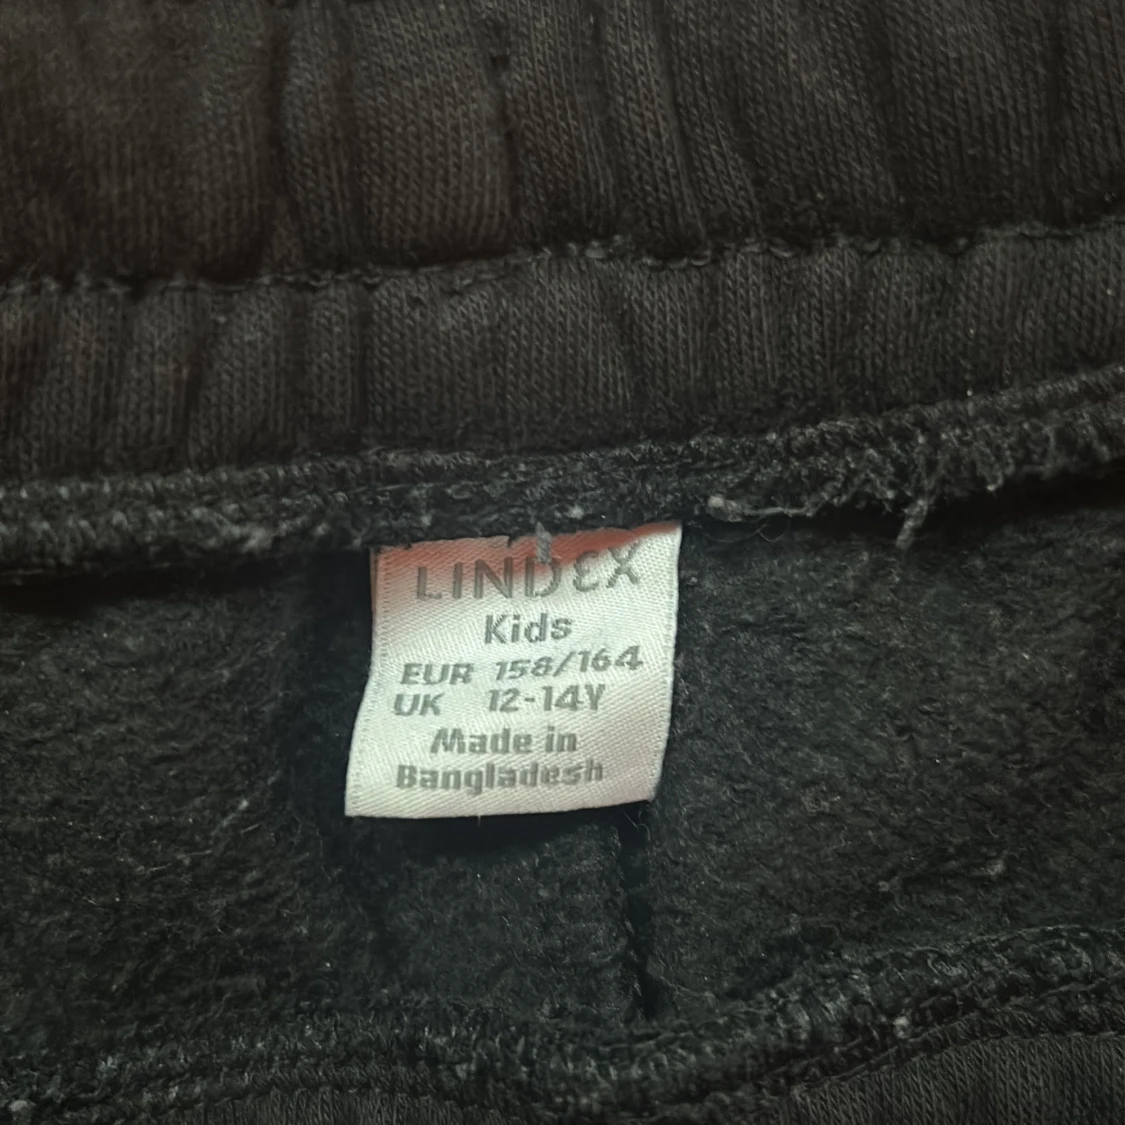 LINDEX
Kids
EUR 158/164
UK 12-14Y
Made in
Bangladesh